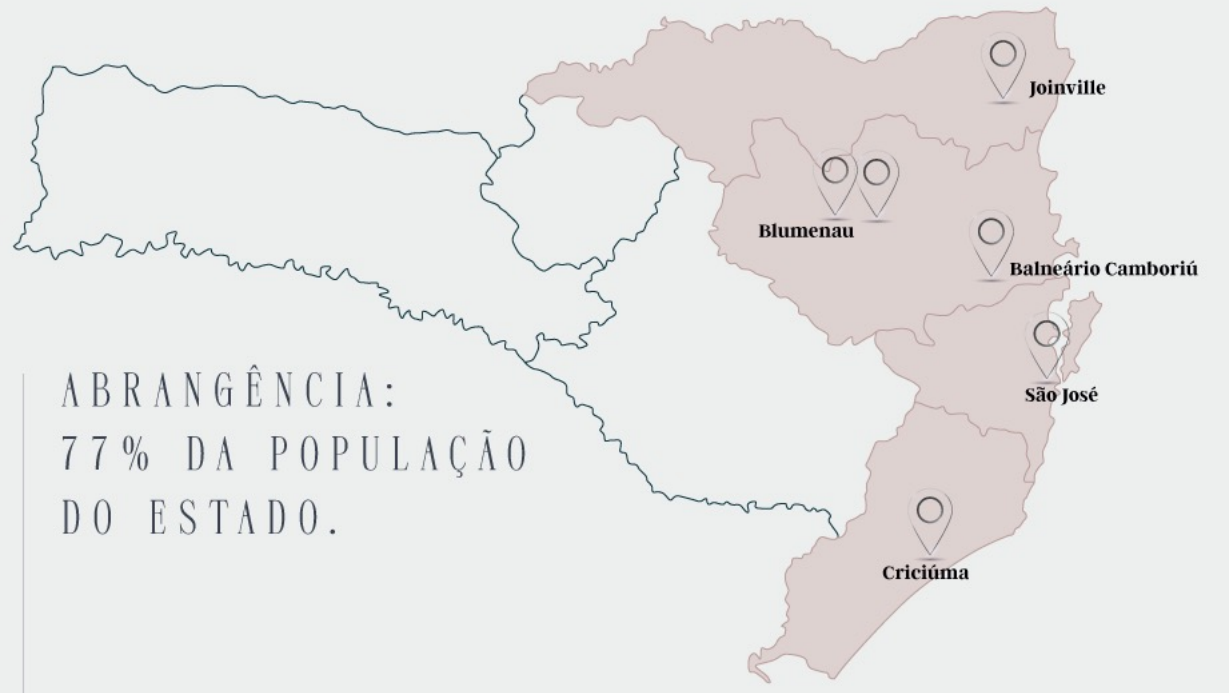 Joinville
Blumenau
Balneário Camboriú
São José
ABRANGÊNCIA:
77% DA POPULAÇÃO
DO ESTADO.
Criciúma